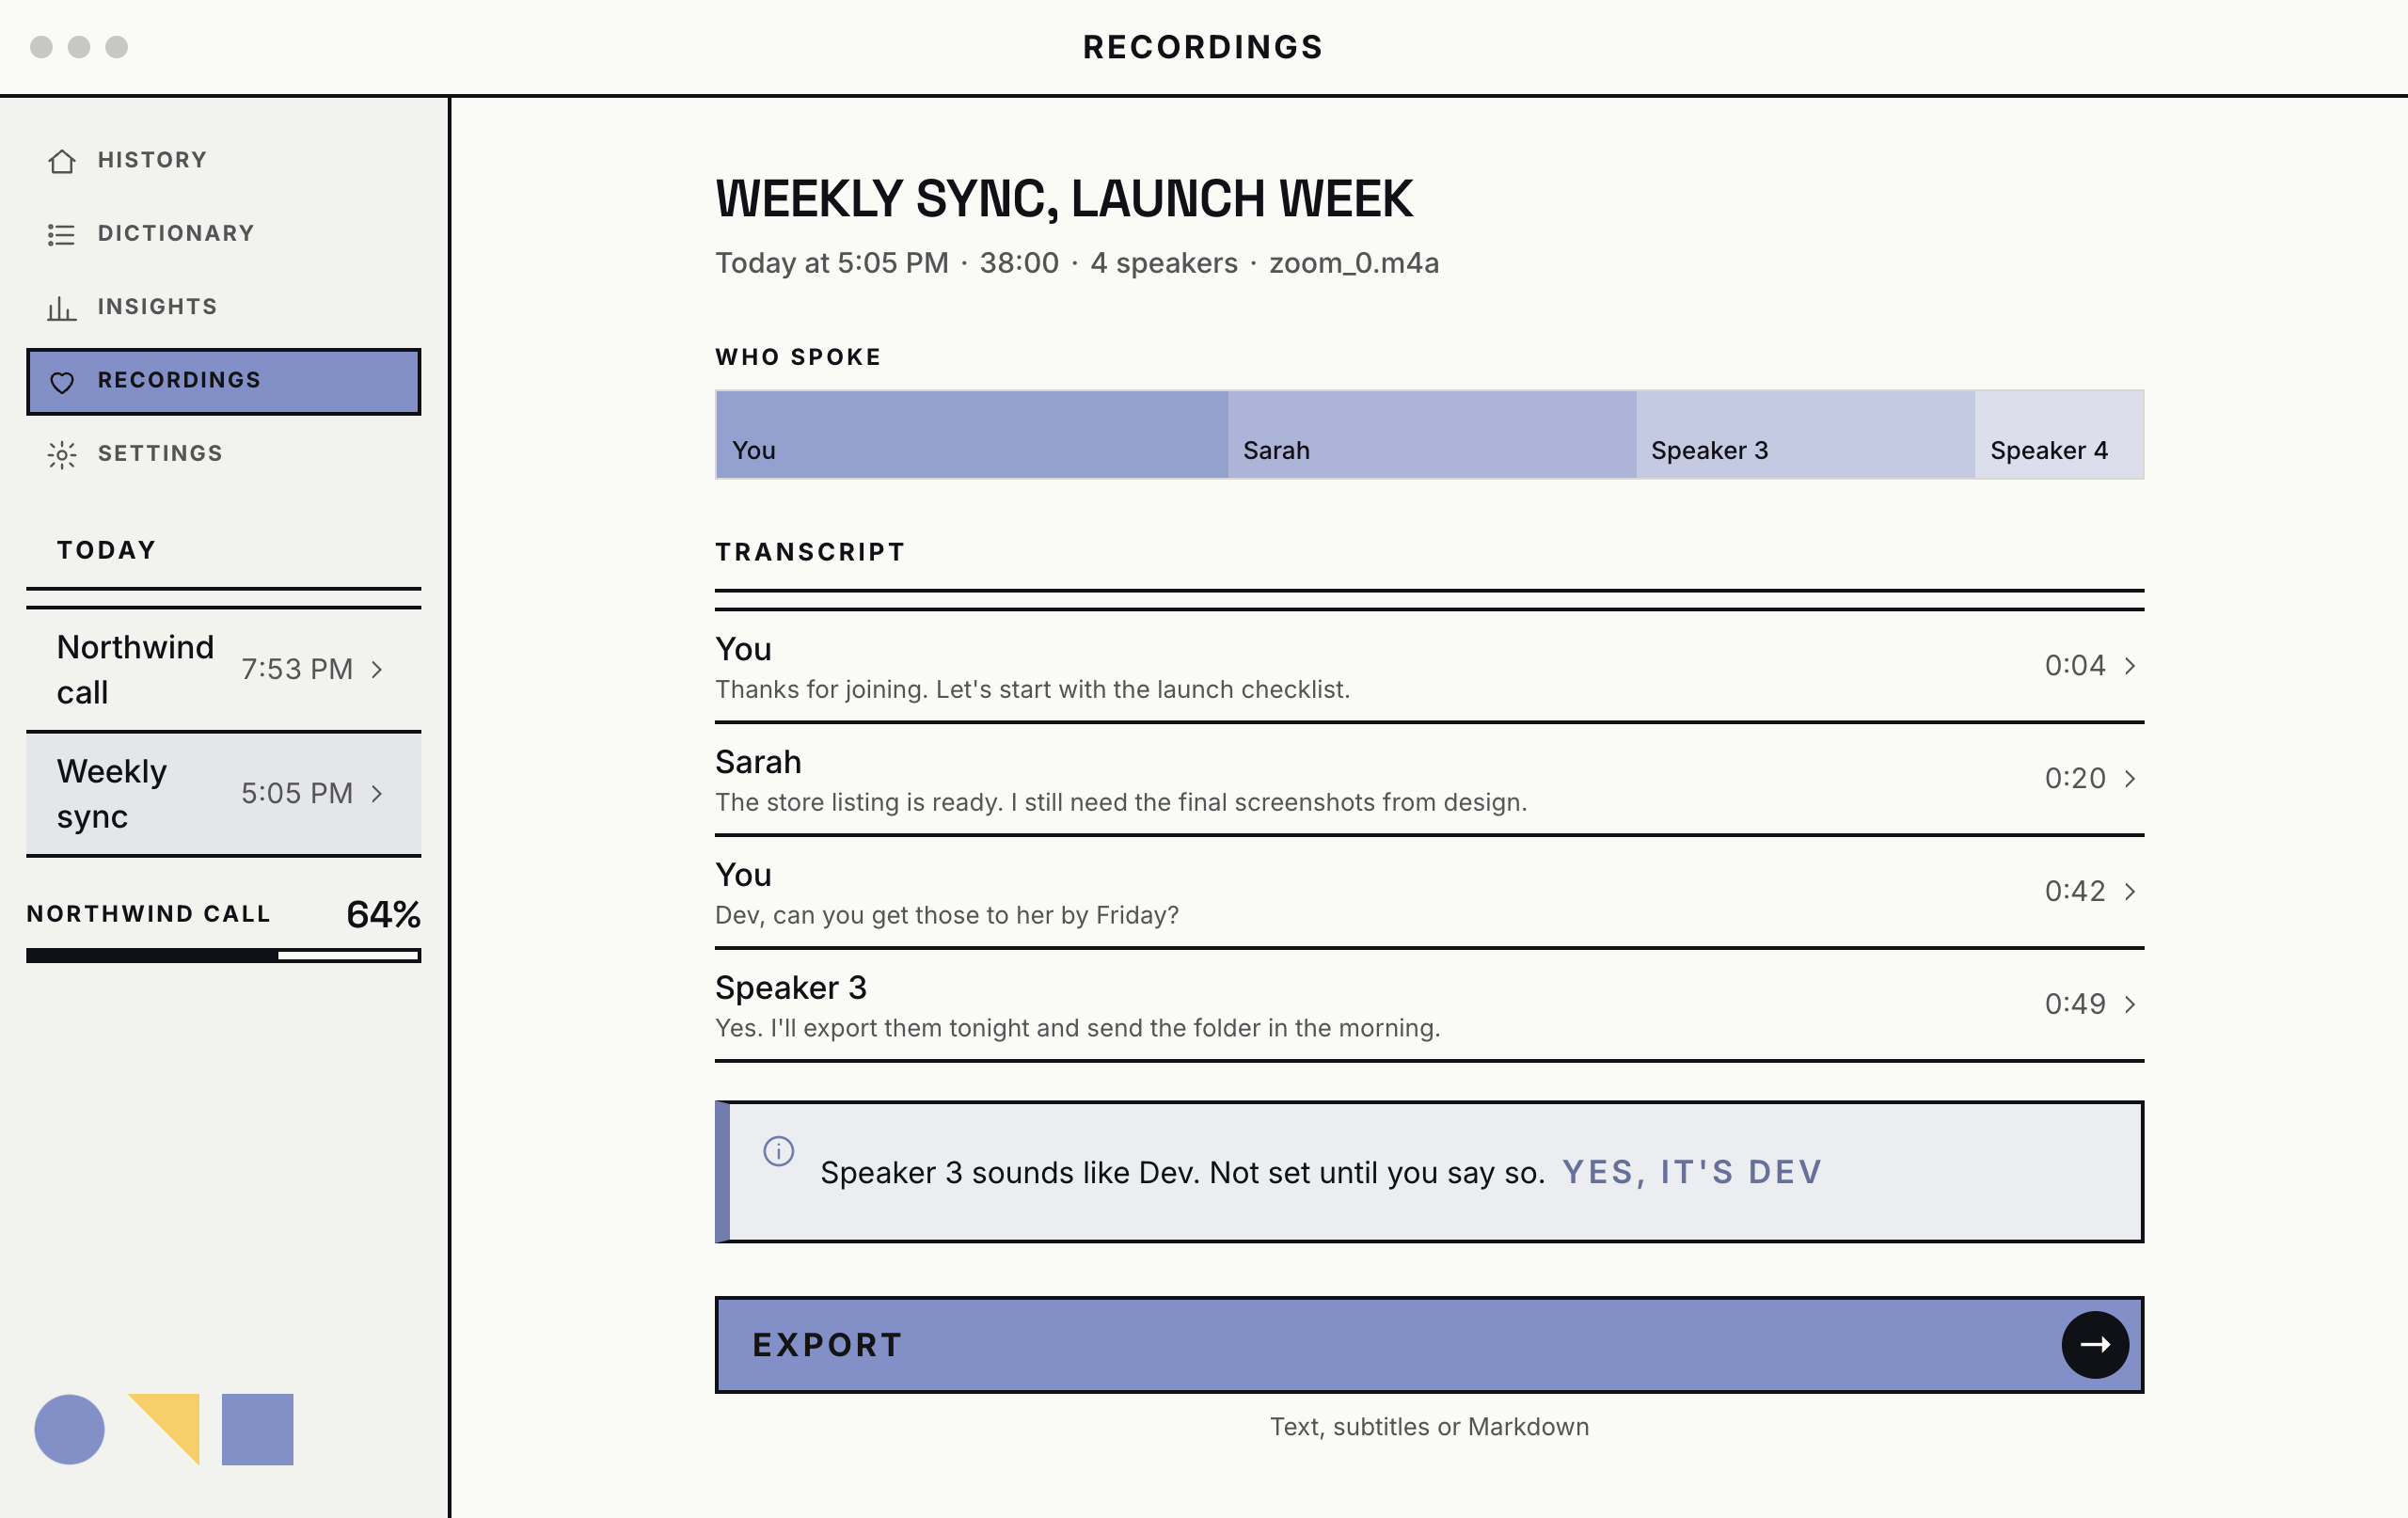 RECORDINGS
HISTORY
DICTIONARY
INSIGHTS
RECORDINGS
SETTINGS
TODAY
Northwind call 7:53 PM
Weekly sync 5:05 PM
NORTHWIND CALL 64%
WEEKLY SYNC, LAUNCH WEEK
Today at 5:05 PM · 38:00 · 4 speakers · zoom_0.m4a
WHO SPOKE
You Sarah Speaker 3 Speaker 4
TRANSCRIPT
You
Thanks for joining. Let's start with the launch checklist.
0:04
Sarah
The store listing is ready. I still need the final screenshots from design.
0:20
You
Dev, can you get those to her by Friday?
0:42
Speaker 3
Yes. I'll export them tonight and send the folder in the morning.
0:49
Speaker 3 sounds like Dev. Not set until you say so. YES, IT'S DEV
EXPORT
Text, subtitles or Markdown